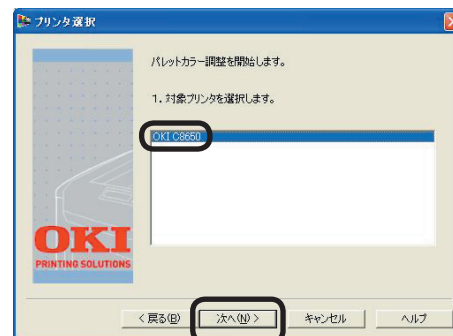 プリンタ選択
パレットカラー調整を開始します。
1. 対象プリンタを選択します。
OKI C8650
OKI
PRINTING SOLUTIONS
< 戻る(B)
次へ(N) >
キャンセル
ヘルプ